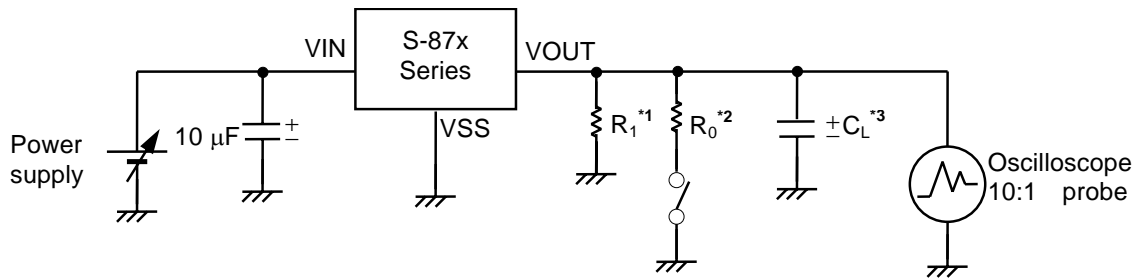 S-87x
Series
VIN
VOUT
VSS
10 μF
+
−
R1*1
R0*2
+
−
CL*3
Power
supply
Oscilloscope
10:1 probe